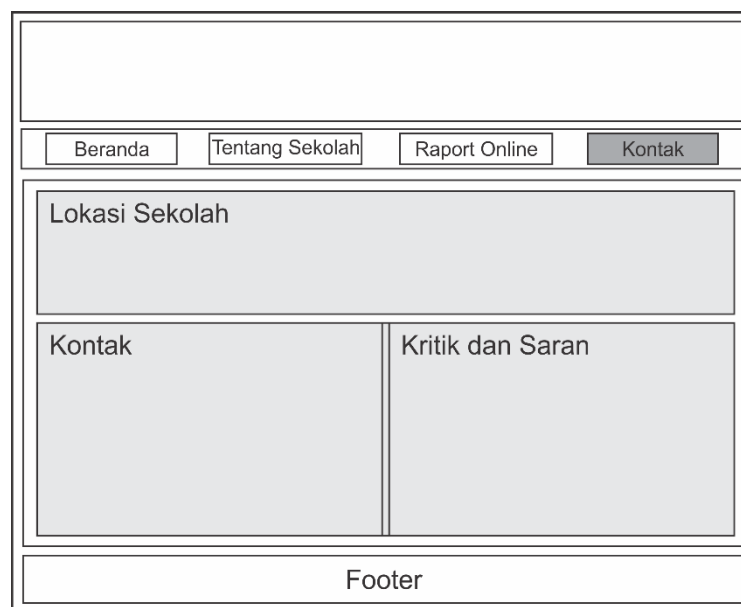 Beranda
Tentang Sekolah
Raport Online
Kontak
Lokasi Sekolah
Kontak
Kritik dan Saran
Footer